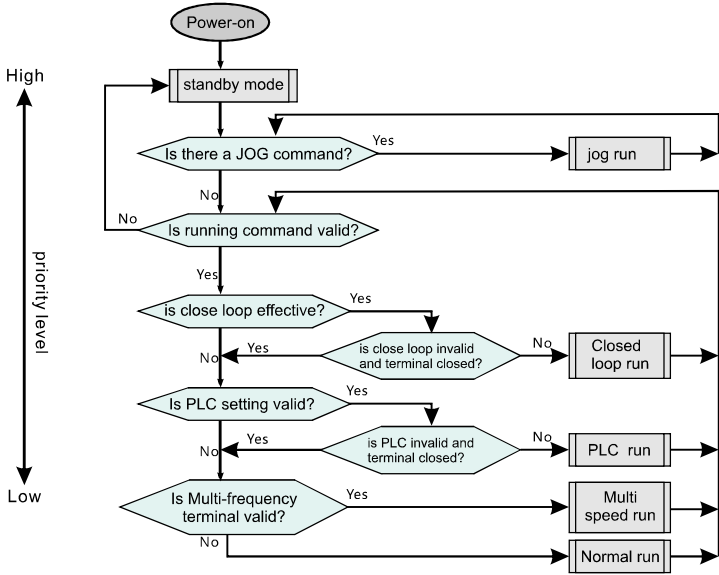 Power-on
High
standby mode
Yes
Is there a JOG command?
jog run
No
No
Is running command valid?
priority level
Yes
Yes
is close loop effective?
No
Yes
is close loop invalid
and terminal closed?
No
Closed
loop run
Yes
Is PLC setting valid?
No
Yes
is PLC invalid and
terminal closed?
No
PLC run
Low
Is Multi-frequency
terminal valid?
Yes
Multi
speed run
No
Normal run